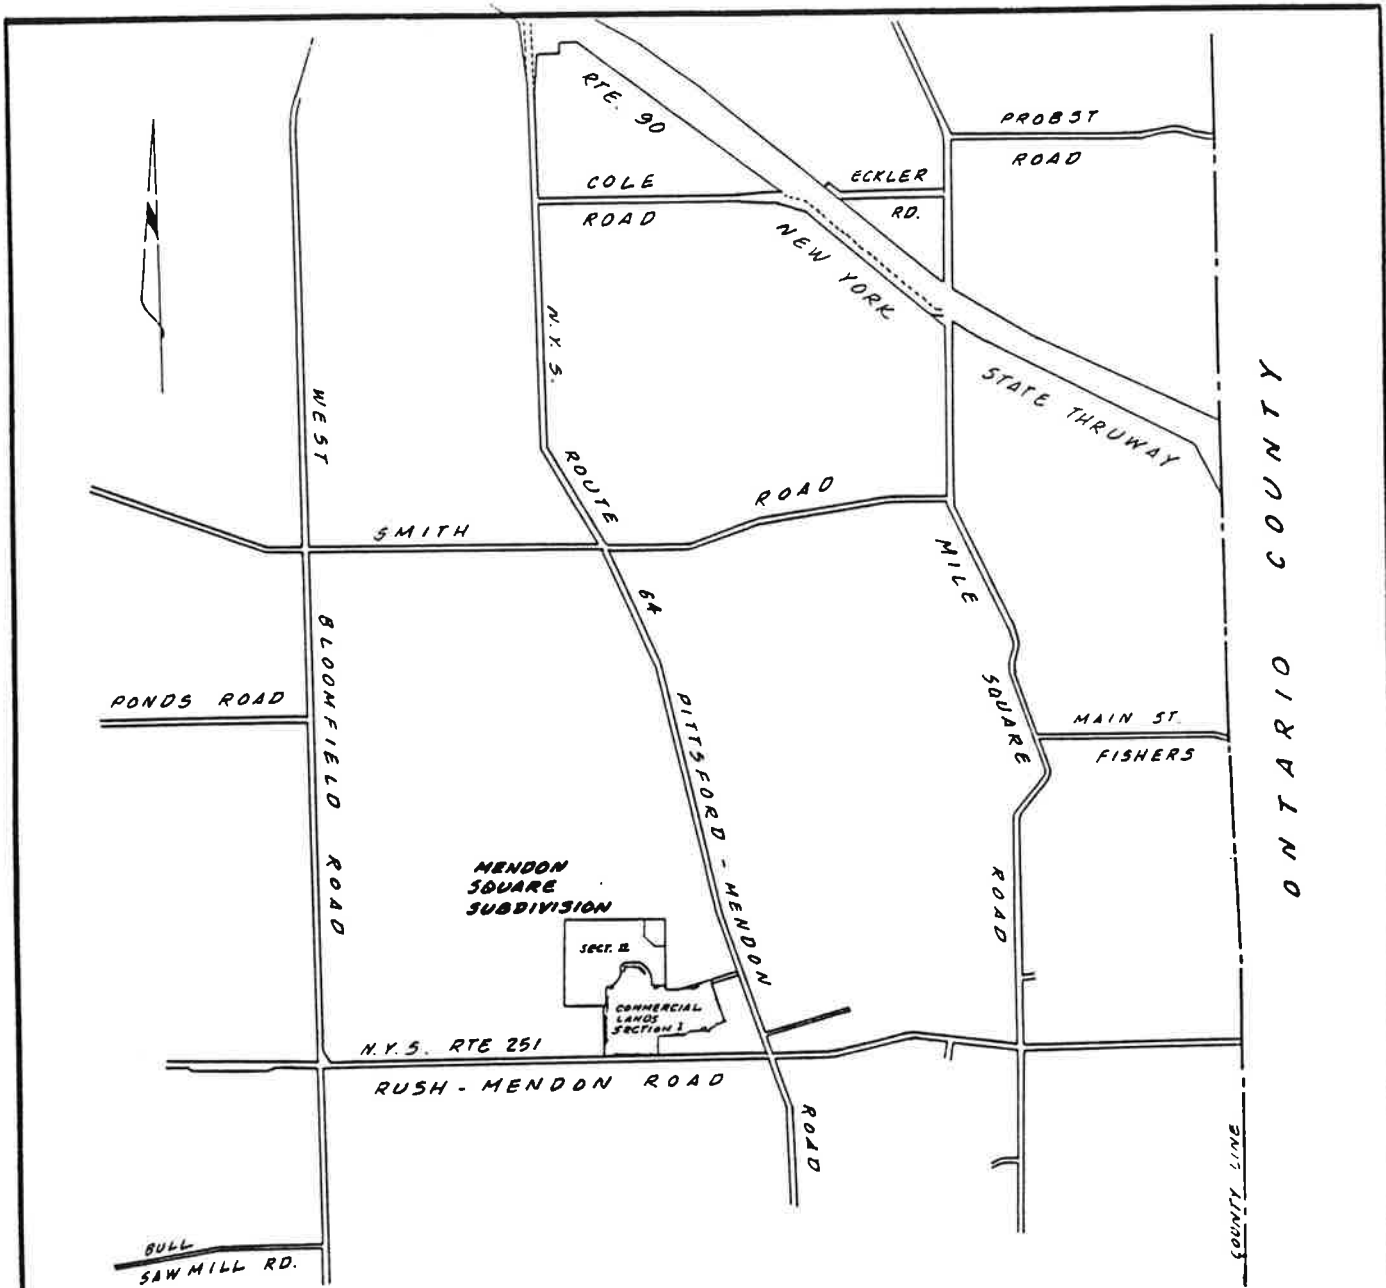 RTE. 90
PROBST
ROAD
COLE
ROAD
ECKLER
RD.
N
NEW YORK
STATE THRUWAY
N.Y.S.
ROUTE
64
PITTSFORD - MENDON
ROAD
WEST
BLOOMFIELD ROAD
SMITH
ROAD
MILE
SQUARE
ROAD
PONDS ROAD
MAIN ST.
FISHERS
ONTARIO COUNTY
MENDON
SQUARE
SUBDIVISION
SECT. II
COMMERCIAL
LANDS
SECTION I
N.Y.S. RTE 251
RUSH - MENDON ROAD
BULL
SAWMILL RD.
COUNTY LINE